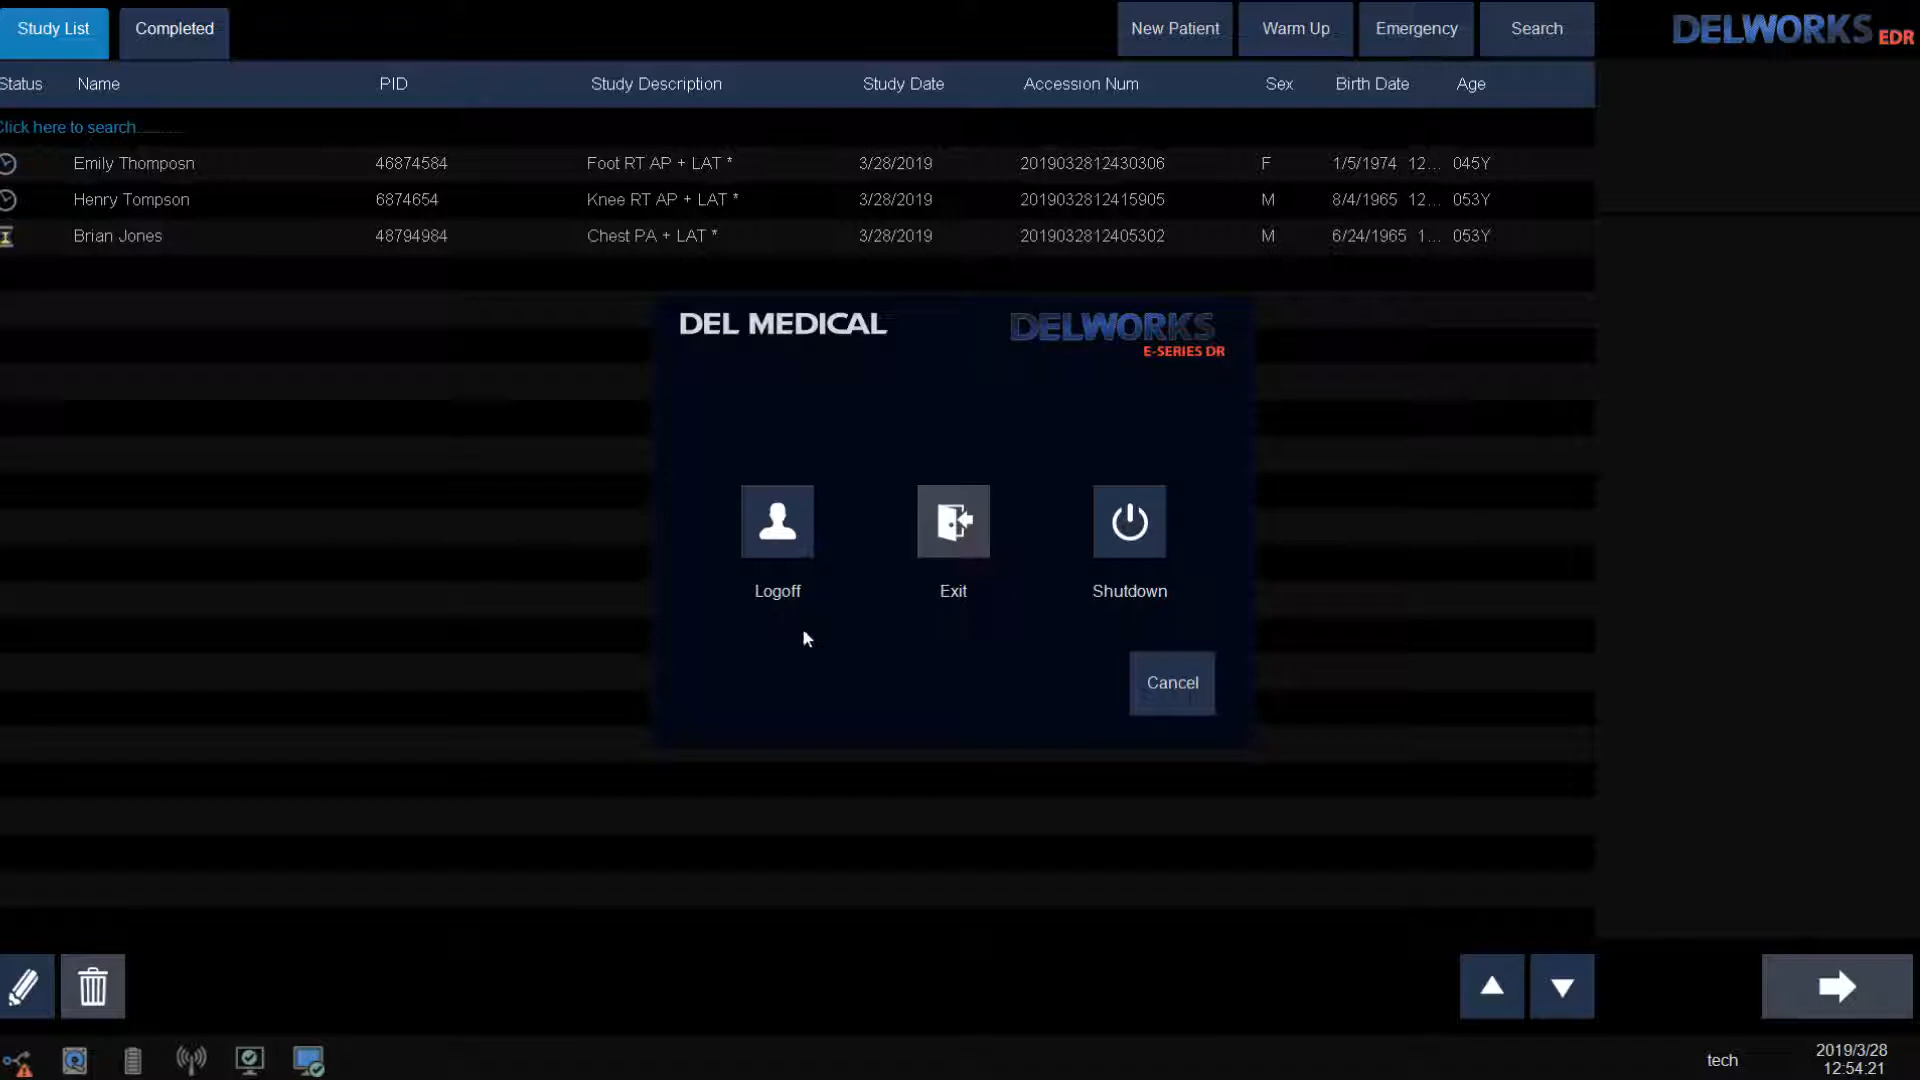 Study List Completed New Patient Warm Up Emergency Search DELWORKS EDR
Status Name PID Study Description Study Date Accession Num Sex Birth Date Age
Click here to search
Emily Thomposn 46874584 Foot RT AP + LAT * 3/28/2019 2019032812430306 F 1/5/1974 12... 045Y
Henry Tompson 6874654 Knee RT AP + LAT * 3/28/2019 2019032812415905 M 8/4/1965 12... 053Y
Brian Jones 48794984 Chest PA + LAT * 3/28/2019 2019032812405302 M 6/24/1965 1... 053Y
DEL MEDICAL DELWORKS
E-SERIES DR
Logoff Exit Shutdown
Cancel
tech 2019/3/28
12:54:21